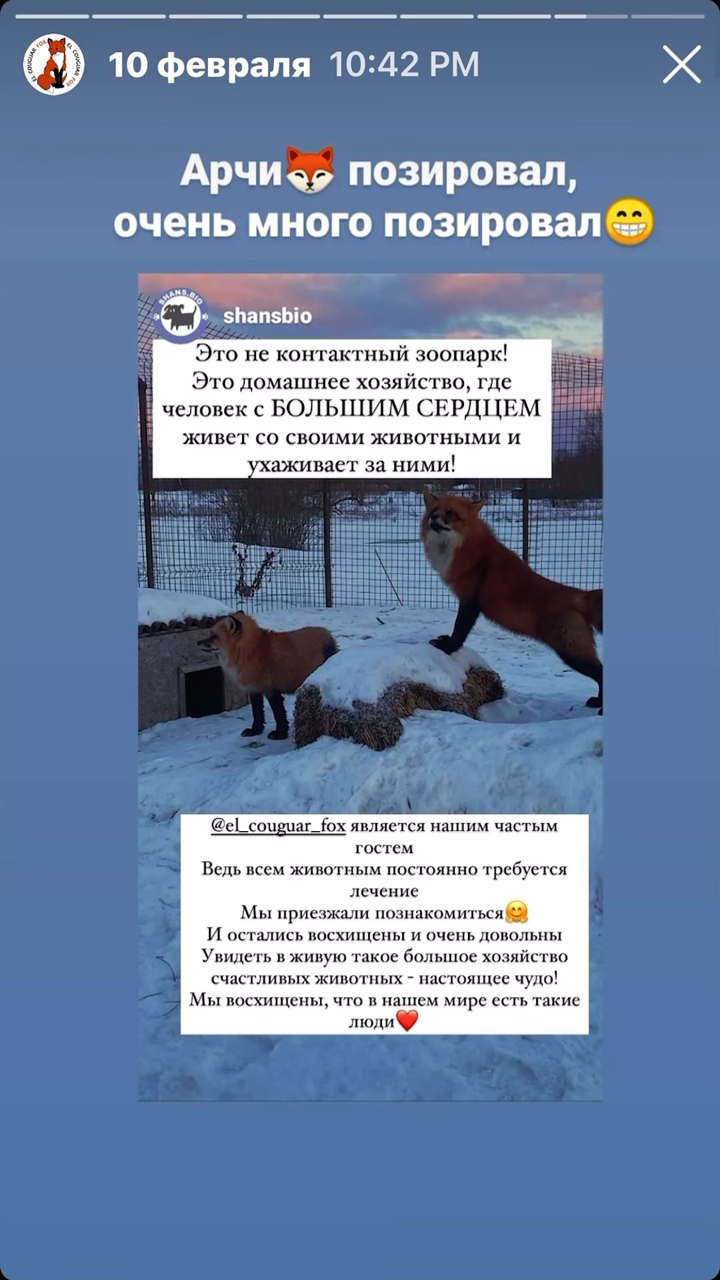 10 февраля 10:42 PM
Арчи🦊 позировал,
очень много позировал😁
SHANS.BIO
shansbio
Это не контактный зоопарк!
Это домашнее хозяйство, где
человек с БОЛЬШИМ СЕРДЦЕМ
живет со своими животными и
ухаживает за ними!
@el_couguar_fox является нашим частым
гостем
Ведь всем животным постоянно требуется
лечение
Мы приезжали познакомиться🤗
И остались восхищены и очень довольны
Увидеть в живую такое большое хозяйство
счастливых животных - настоящее чудо!
Мы восхищены, что в нашем мире есть такие
люди❤️